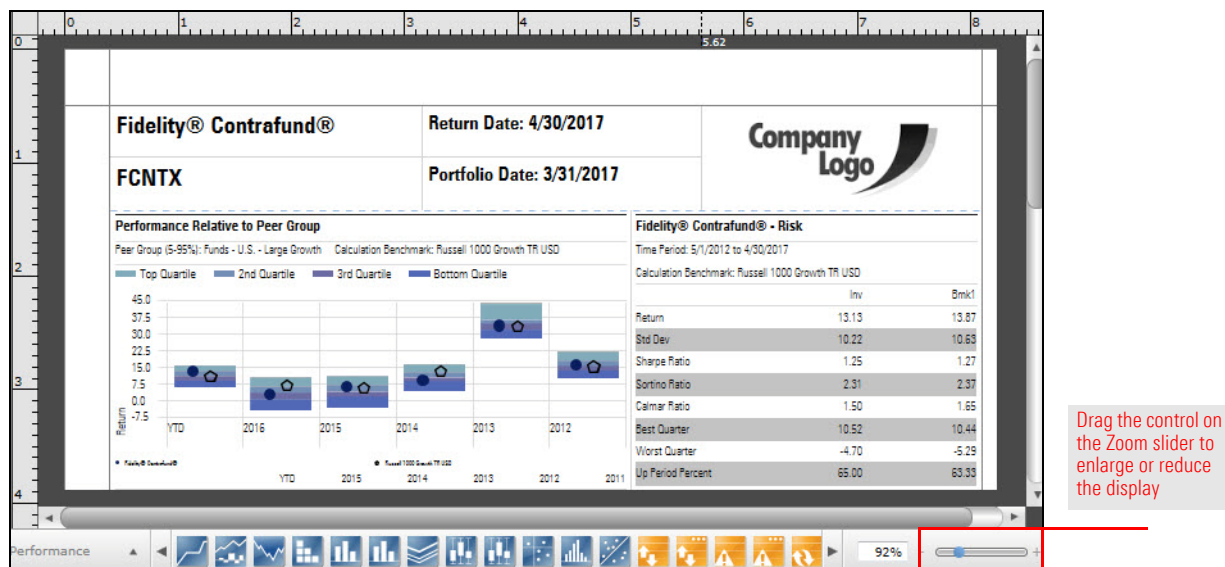 0 1 2 3 4 5 6 7 8
0
5.62
Fidelity® Contrafund®
Return Date: 4/30/2017
Company
Logo
1
FCNTX
Portfolio Date: 3/31/2017
Performance Relative to Peer Group
Peer Group (5-95%): Funds - U.S. - Large Growth Calculation Benchmark: Russell 1000 Growth TR USD
2
Top Quartile 2nd Quartile 3rd Quartile Bottom Quartile
45.0
37.5
30.0
22.5
15.0
7.5
0.0
-7.5
Return
3
YTD 2016 2015 2014 2013 2012
Fidelity® Contrafund® Russell 1000 Growth TR USD
YTD 2015 2014 2013 2012 2011
4
Fidelity® Contrafund® - Risk
Time Period: 5/1/2012 to 4/30/2017
Calculation Benchmark: Russell 1000 Growth TR USD
Inv Bmk1
Return 13.13 13.87
Std Dev 10.22 10.63
Sharpe Ratio 1.25 1.27
Sortino Ratio 2.31 2.37
Calmar Ratio 1.50 1.65
Best Quarter 10.52 10.44
Worst Quarter -4.70 -5.29
Up Period Percent 65.00 63.33
Drag the control on
the Zoom slider to
enlarge or reduce
the display
Performance
92%
- +